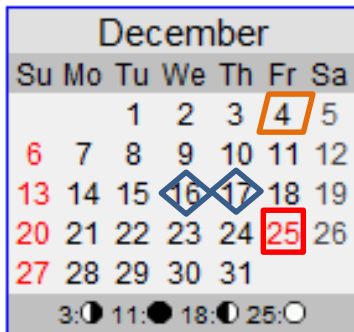 December
Su Mo Tu We Th Fr Sa
1 2 3 4 5
6 7 8 9 10 11 12
13 14 15 16 17 18 19
20 21 22 23 24 25 26
27 28 29 30 31
3:◑ 11:● 18:◐ 25:○